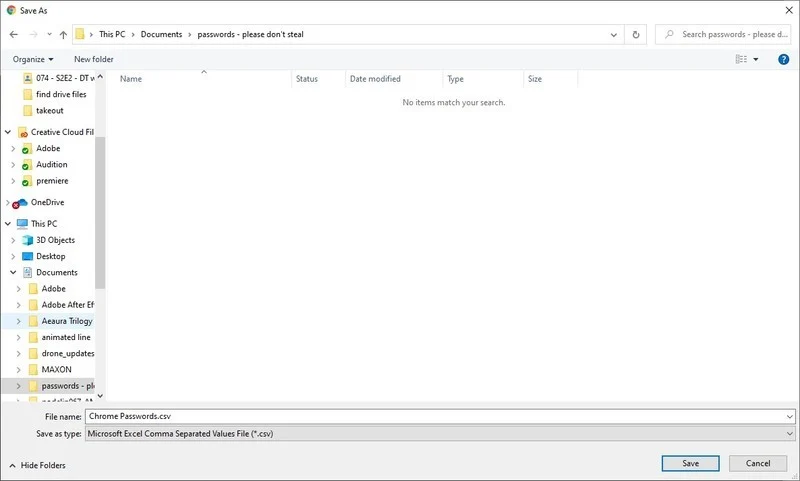 Save As
This PC > Documents > passwords - please don't steal
Search passwords - please d...
Organize
New folder
Name
Status
Date modified
Type
Size
No items match your search.
074 - S2E2 - DT w
find drive files
takeout
Creative Cloud Fil
Adobe
Audition
premiere
OneDrive
This PC
3D Objects
Desktop
Documents
Adobe
Adobe After Ef
Aeaura Trilogy
animated line
drone_updates
MAXON
passwords - ple
File name: Chrome Passwords.csv
Save as type: Microsoft Excel Comma Separated Values File (*.csv)
Hide Folders
Save
Cancel